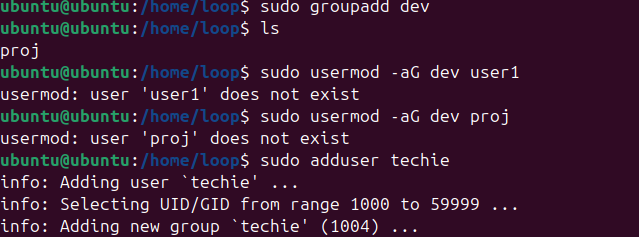 ubuntu@ubuntu:/home/loop$ sudo groupadd dev
ubuntu@ubuntu:/home/loop$ ls
proj
ubuntu@ubuntu:/home/loop$ sudo usermod -aG dev user1
usermod: user 'user1' does not exist
ubuntu@ubuntu:/home/loop$ sudo usermod -aG dev proj
usermod: user 'proj' does not exist
ubuntu@ubuntu:/home/loop$ sudo adduser techie
info: Adding user `techie' ...
info: Selecting UID/GID from range 1000 to 59999 ...
info: Adding new group `techie' (1004) ...